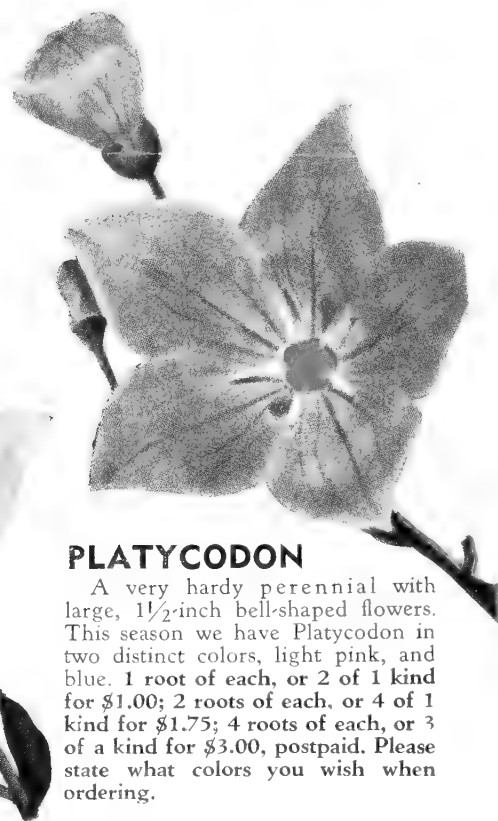 PLATYCODON
A very hardy perennial with
large, 1½-inch bell-shaped flowers.
This season we have Platycodon in
two distinct colors, light pink, and
blue. 1 root of each, or 2 of 1 kind
for $1.00; 2 roots of each, or 4 of 1
kind for $1.75; 4 roots of each, or
of a kind for $3.00, postpaid. Please
state what colors you wish when
ordering.